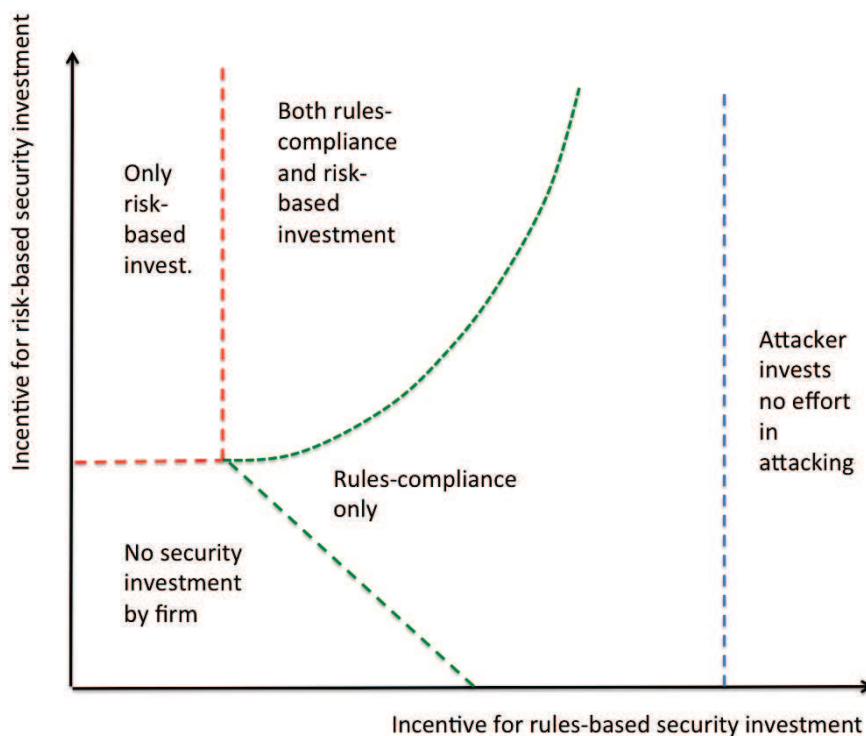 Incentive for risk-based security investment
Only
risk-
based
invest.
Both rules-
compliance
and risk-
based
investment
Attacker
invests
no effort
in
attacking
Rules-compliance
only
No security
investment
by firm
Incentive for rules-based security investment